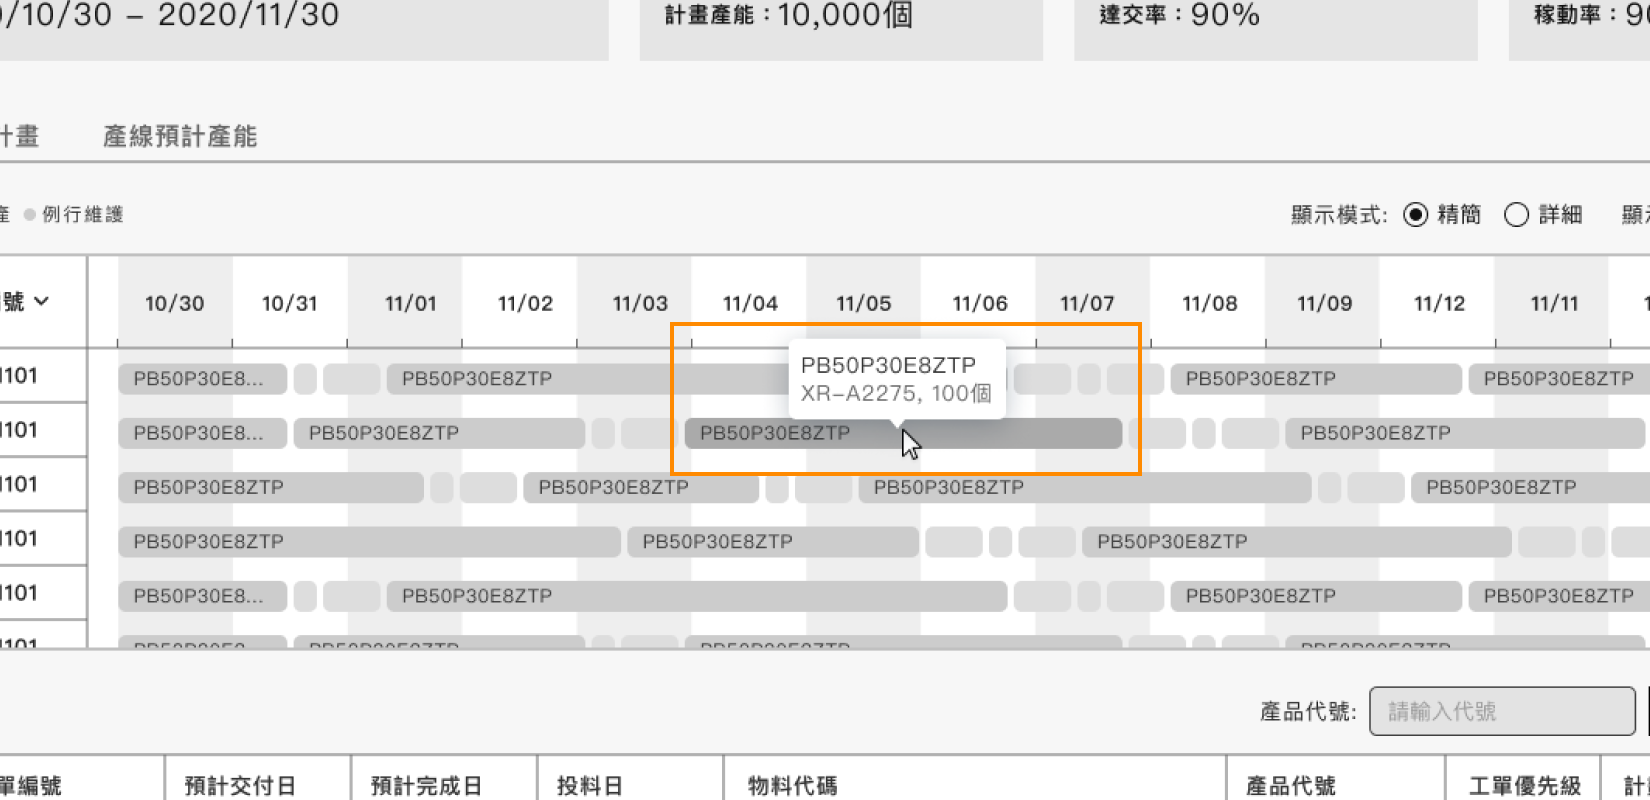 /10/30 – 2020/11/30
計畫產能：10,000個
達交率：90%
稼動率：9
計畫
產線預計產能
產
例行維護
顯示模式: 精簡 詳細
號
10/30 10/31 11/01 11/02 11/03 11/04 11/05 11/06 11/07 11/08 11/09 11/12 11/11
PB50P30E8ZTP
XR-A2275, 100個
1101 PB50P30E8... PB50P30E8ZTP PB50P30E8ZTP PB50P30E8ZTP
1101 PB50P30E8... PB50P30E8ZTP PB50P30E8ZTP PB50P30E8ZTP
1101 PB50P30E8ZTP PB50P30E8ZTP PB50P30E8ZTP PB50P30E8ZTP
1101 PB50P30E8ZTP PB50P30E8ZTP PB50P30E8ZTP
1101 PB50P30E8... PB50P30E8ZTP PB50P30E8ZTP PB50P30E8ZTP
產品代號: 請輸入代號
單編號 預計交付日 預計完成日 投料日 物料代碼 產品代號 工單優先級 計